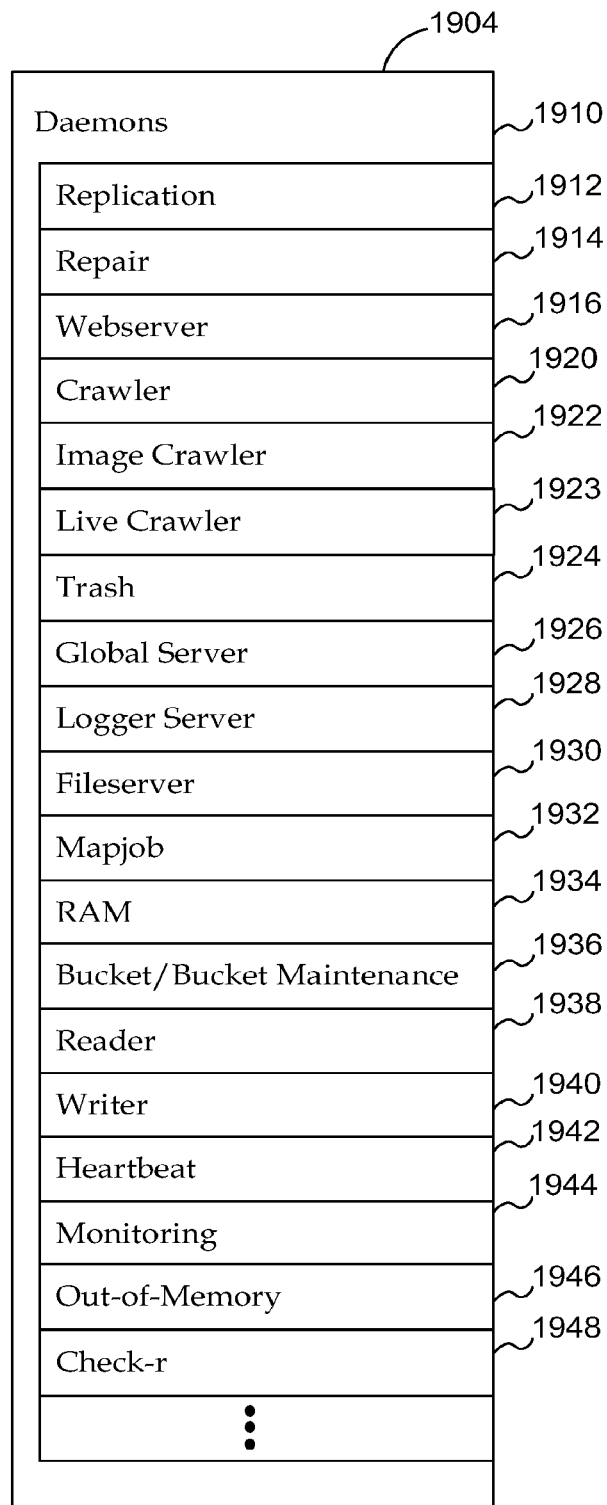 1904
Daemons 1910
Replication 1912
Repair 1914
Webserver 1916
Crawler 1920
Image Crawler 1922
Live Crawler 1923
Trash 1924
Global Server 1926
Logger Server 1928
Fileserver 1930
Mapjob 1932
RAM 1934
Bucket/Bucket Maintenance 1936
Reader 1938
Writer 1940
Heartbeat 1942
Monitoring 1944
Out-of-Memory 1946
Check-r 1948